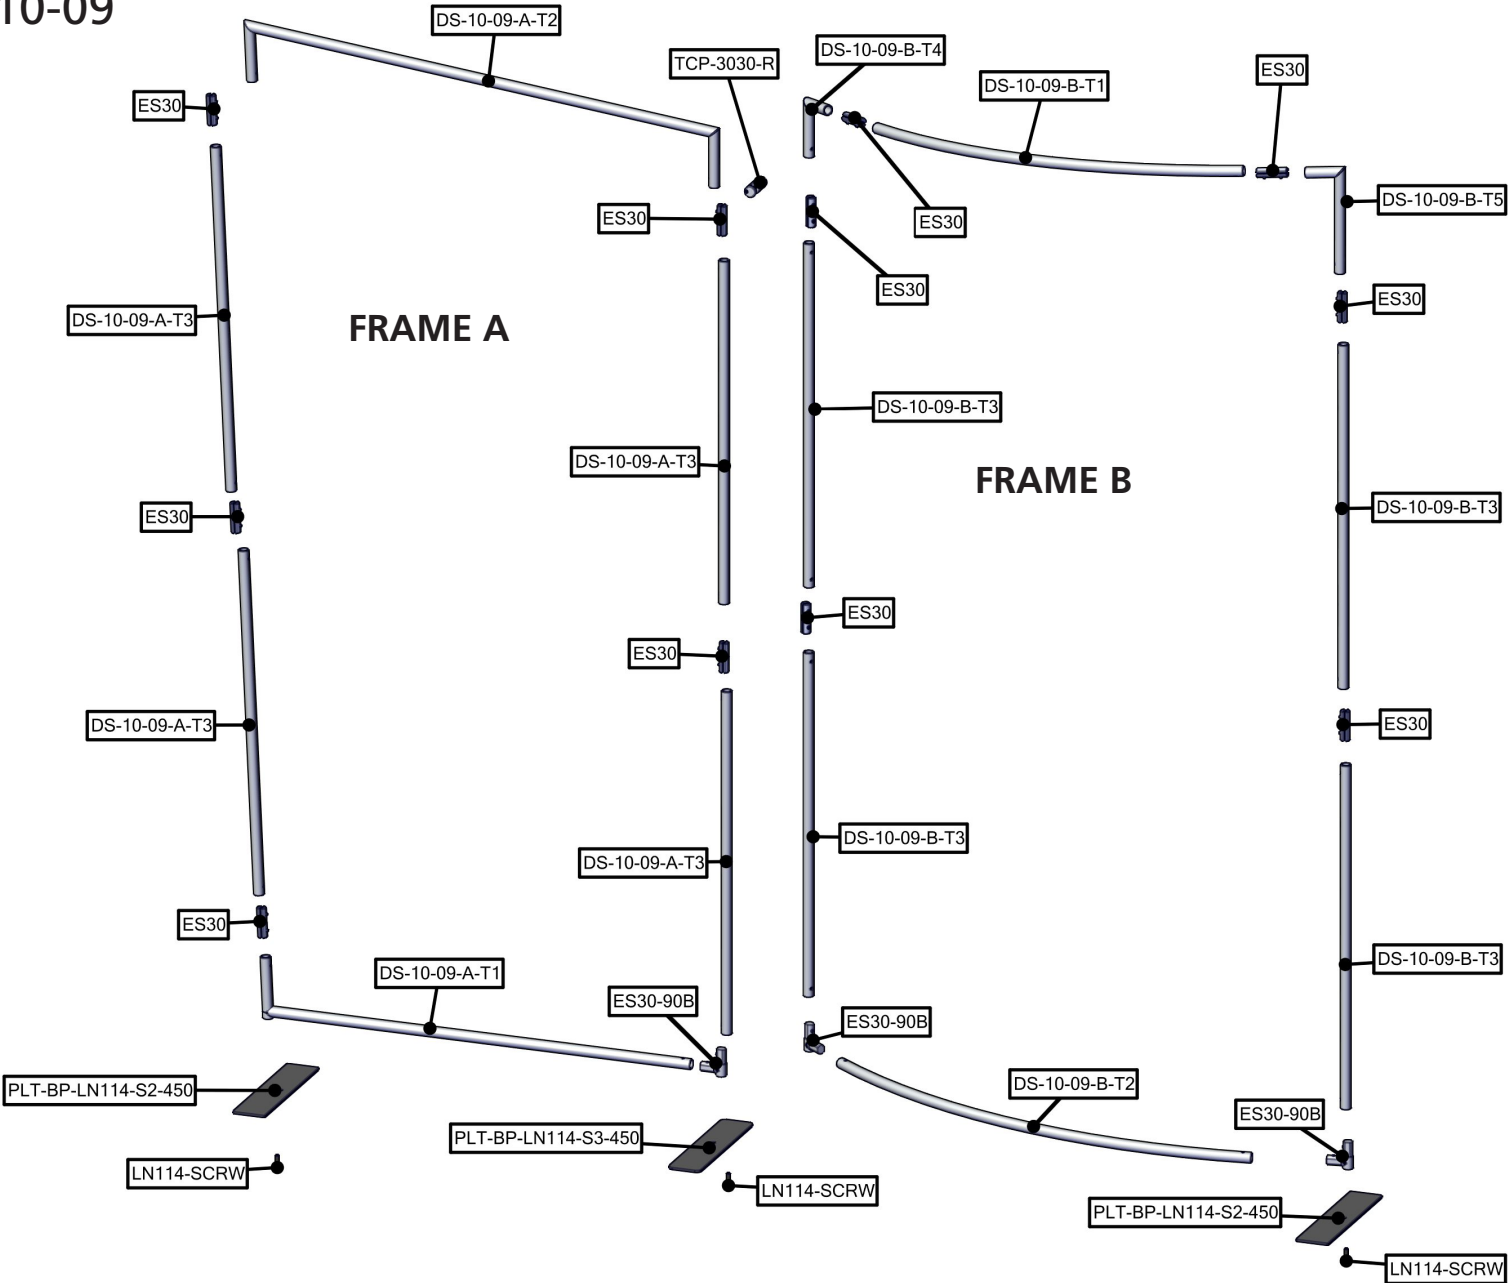 10-09
DS-10-09-A-T2
TCP-3030-R
DS-10-09-B-T4
ES30
DS-10-09-B-T1
ES30
DS-10-09-B-T5
ES30
ES30
ES30
ES30
DS-10-09-A-T3
FRAME A
DS-10-09-B-T3
DS-10-09-A-T3
FRAME B
DS-10-09-B-T3
ES30
ES30
ES30
DS-10-09-A-T3
ES30
DS-10-09-B-T3
DS-10-09-A-T3
ES30
DS-10-09-A-T1
DS-10-09-B-T3
ES30-90B
ES30-90B
PLT-BP-LN114-S2-450
DS-10-09-B-T2
ES30-90B
PLT-BP-LN114-S3-450
LN114-SCRW
LN114-SCRW
PLT-BP-LN114-S2-450
LN114-SCRW